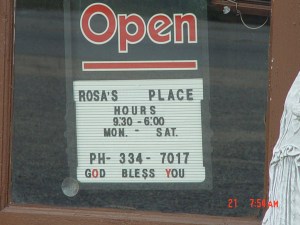 Open
ROSA'S PLACE
HOURS
9:30 - 6:00
MON. - SAT.
PH- 334- 7017
GOD BLESS YOU
21 7:58AM